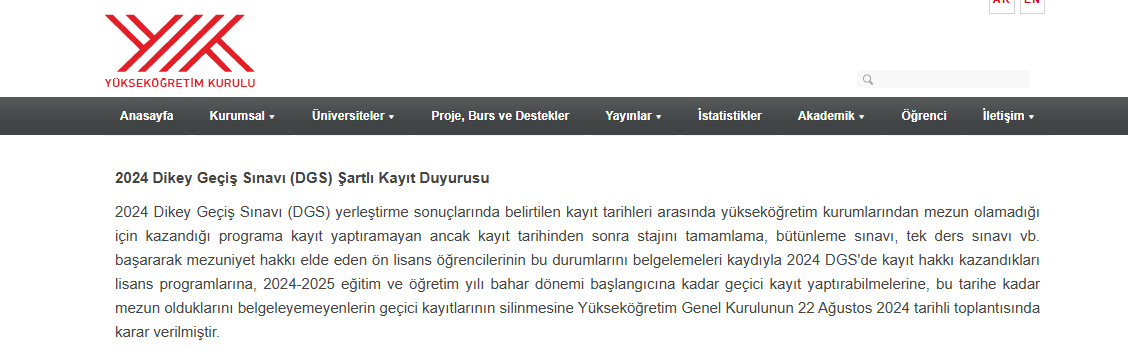 AR EN
YÜKSEKÖĞRETİM KURULU
Anasayfa Kurumsal Üniversiteler Proje, Burs ve Destekler Yayınlar İstatistikler Akademik Öğrenci İletişim
2024 Dikey Geçiş Sınavı (DGS) Şartlı Kayıt Duyurusu
2024 Dikey Geçiş Sınavı (DGS) yerleştirme sonuçlarında belirtilen kayıt tarihleri arasında yükseköğretim kurumlarından mezun olamadığı
için kazandığı programa kayıt yaptıramayan ancak kayıt tarihinden sonra stajını tamamlama, bütünleme sınavı, tek ders sınavı vb.
başararak mezuniyet hakkı elde eden ön lisans öğrencilerinin bu durumlarını belgelemeleri kaydıyla 2024 DGS'de kayıt hakkı kazandıkları
lisans programlarına, 2024-2025 eğitim ve öğretim yılı bahar dönemi başlangıcına kadar geçici kayıt yaptırabilmelerine, bu tarihe kadar
mezun olduklarını belgeleyemeyenlerin geçici kayıtlarının silinmesine Yükseköğretim Genel Kurulunun 22 Ağustos 2024 tarihli toplantısında
karar verilmiştir.